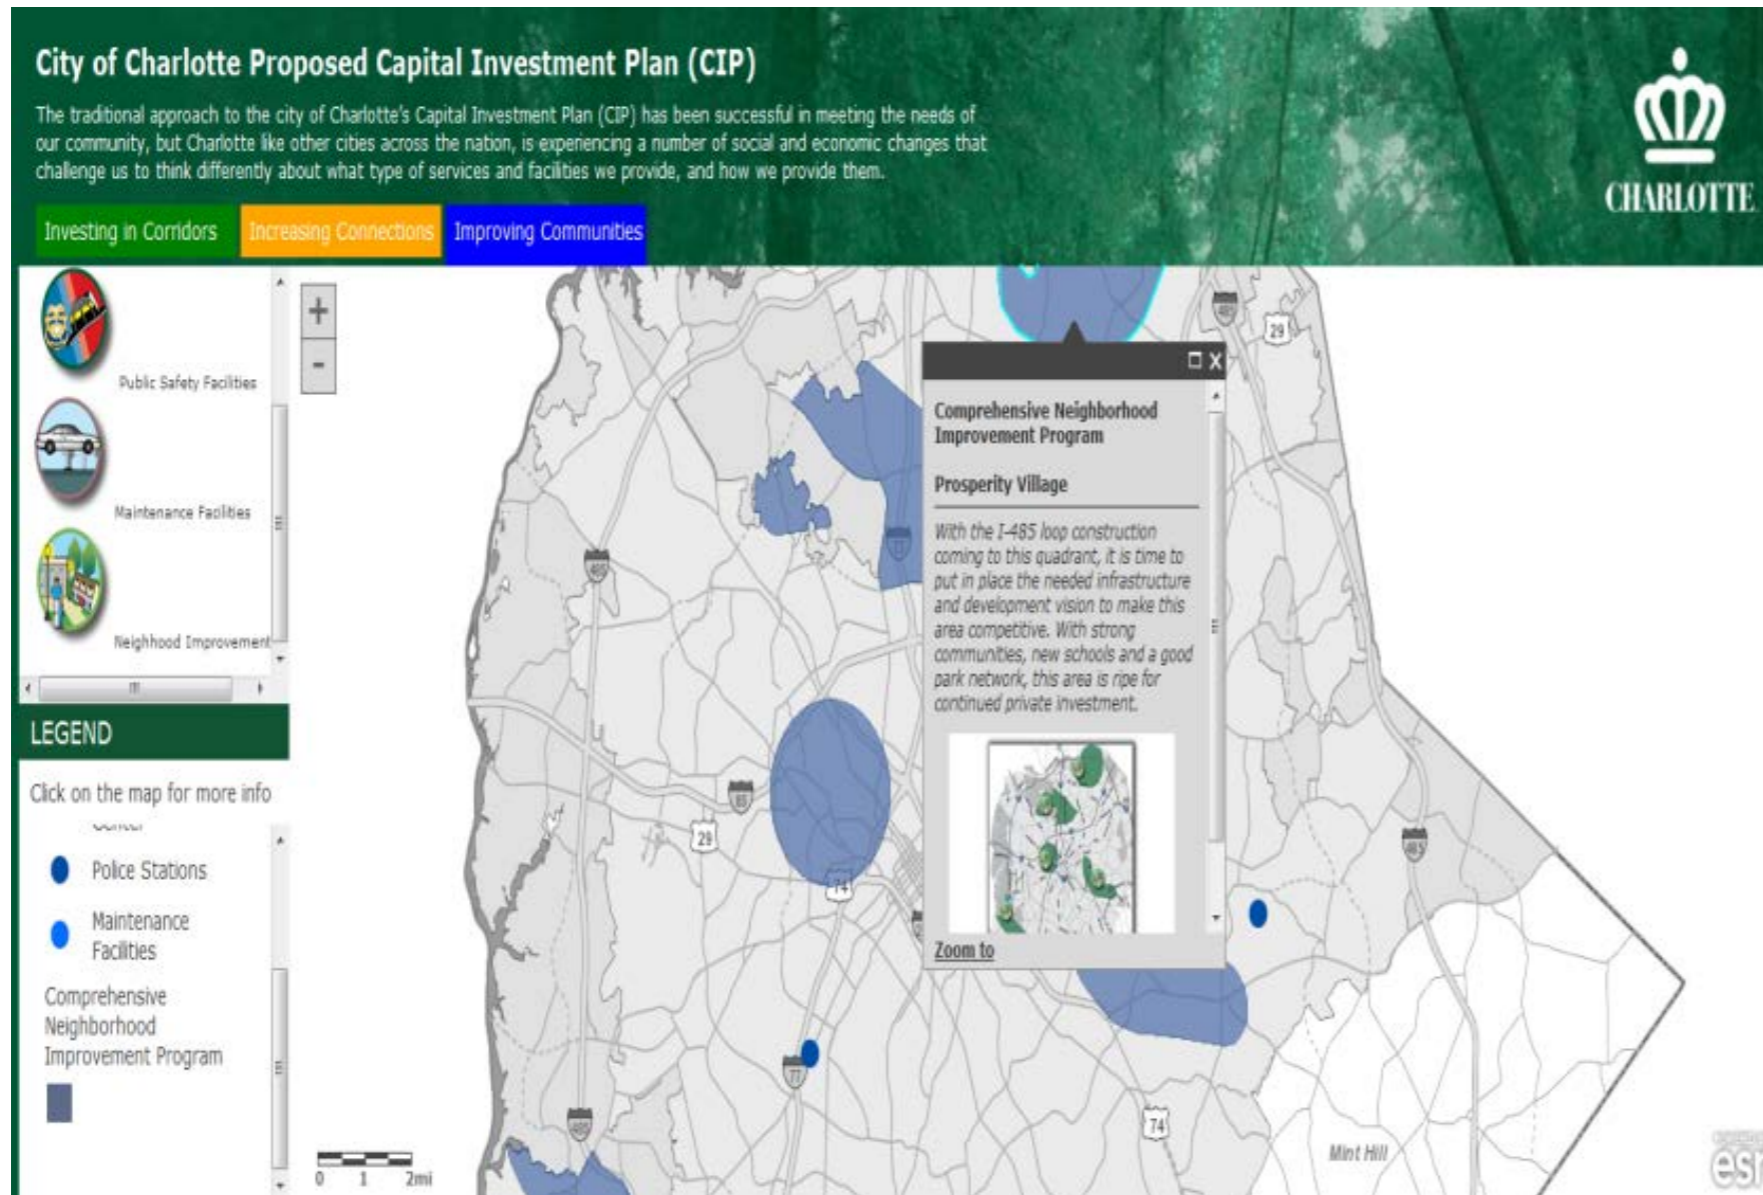 City of Charlotte Proposed Capital Investment Plan (CIP)
The traditional approach to the city of Charlotte's Capital Investment Plan (CIP) has been successful in meeting the needs of
our community, but Charlotte like other cities across the nation, is experiencing a number of social and economic changes that
challenge us to think differently about what type of services and facilities we provide, and how we provide them.
CHARLOTTE
Investing in Corridors
Increasing Connections
Improving Communities
Public Safety Facilities
Maintenance Facilities
Neighhood Improvement
LEGEND
Click on the map for more info
Center
Police Stations
Maintenance
Facilities
Comprehensive
Neighborhood
Improvement Program
+
-
485
29
X
Comprehensive Neighborhood
Improvement Program
Prosperity Village
With the I-485 loop construction
coming to this quadrant, it is time to
put in place the needed infrastructure
and development vision to make this
area competitive. With strong
communities, new schools and a good
park network, this area is ripe for
continued private investment.
Zoom to
485
85
29
74
485
77
485
74
Mint Hill
0 1 2mi
esri